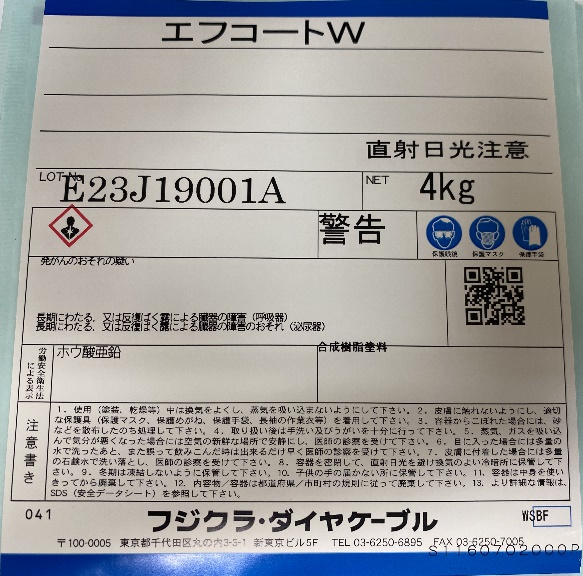 エフコートW
直射日光注意
LOT No
E23J19001A
NET 4kg
警告
保護眼鏡 保護マスク 保護手袋
発がんのおそれの疑い
長期にわたる、又は反復ばく露による臓器の障害（呼吸器）
長期にわたる、又は反復ばく露による臓器の障害のおそれ（泌尿器）
労働安全衛生法による表示
ホウ酸亜鉛
合成樹脂塗料
注意書き
1. 使用（塗装、乾燥等）中は換気をよくし、蒸気を吸い込まないようにして下さい。 2. 皮膚に触れないようにし、適切
な保護具（保護マスク、保護めがね、保護手袋、長袖の作業衣等）を着用して下さい。 3. 容器からこぼれた場合には、砂
などを散布したのち処理して下さい。 4. 取り扱い後は手洗い及びうがいを十分に行って下さい。 5. 蒸気、ガスを吸い込
んで気分が悪くなった場合には空気の新鮮な場所で安静にし、医師の診察を受けて下さい。 6. 目に入った場合には多量の
水で洗ったあと、また誤って飲みこんだ時は出来るだけ早く医師の診察を受けて下さい。 7. 皮膚に付着した場合には多量
の石鹸水で洗い落とし、医師の診察を受けて下さい。 8. 容器を密閉して、直射日光を避け換気のよい冷暗所に保管して下
さい。 9. 冬期は凍結しないように保管して下さい。 10. 子供の手の届かない所に保管して下さい。 11. 容器は中身を使い
きってから廃棄して下さい。 12. 内容物／容器は都道府県／市町村の規則に従って廃棄して下さい。 13. より詳細な情報は、
SDS（安全データシート）を参照して下さい。
041
フジクラ・ダイヤケーブル
WSBF
〒100-0005 東京都千代田区丸の内3-3-1 新東京ビル5F TEL 03-6250-6895 FAX 03-6250-7005
S1160702000P